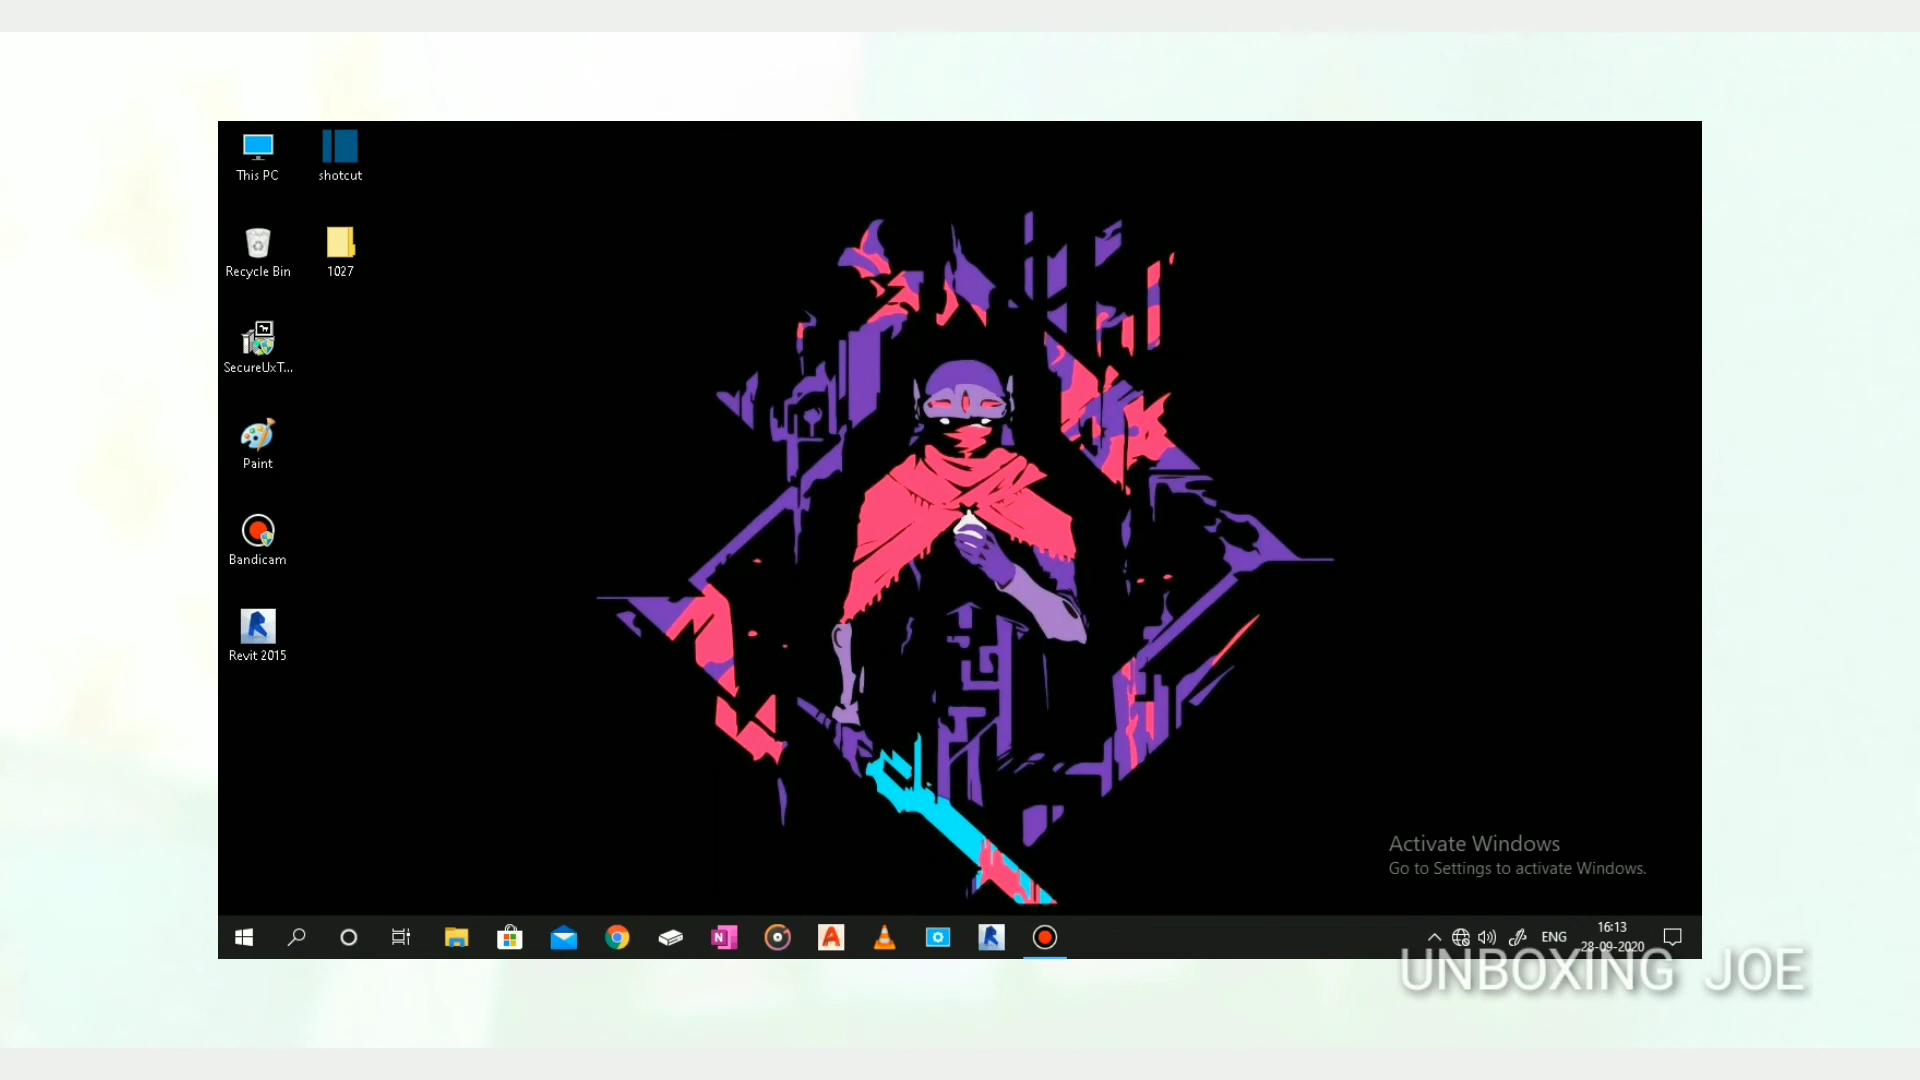 This PC
shotcut
Recycle Bin
1027
SecureUxT...
Paint
Bandicam
Revit 2015
Activate Windows
Go to Settings to activate Windows.
ENG
16:13
28-09-2020
UNBOXING JOE